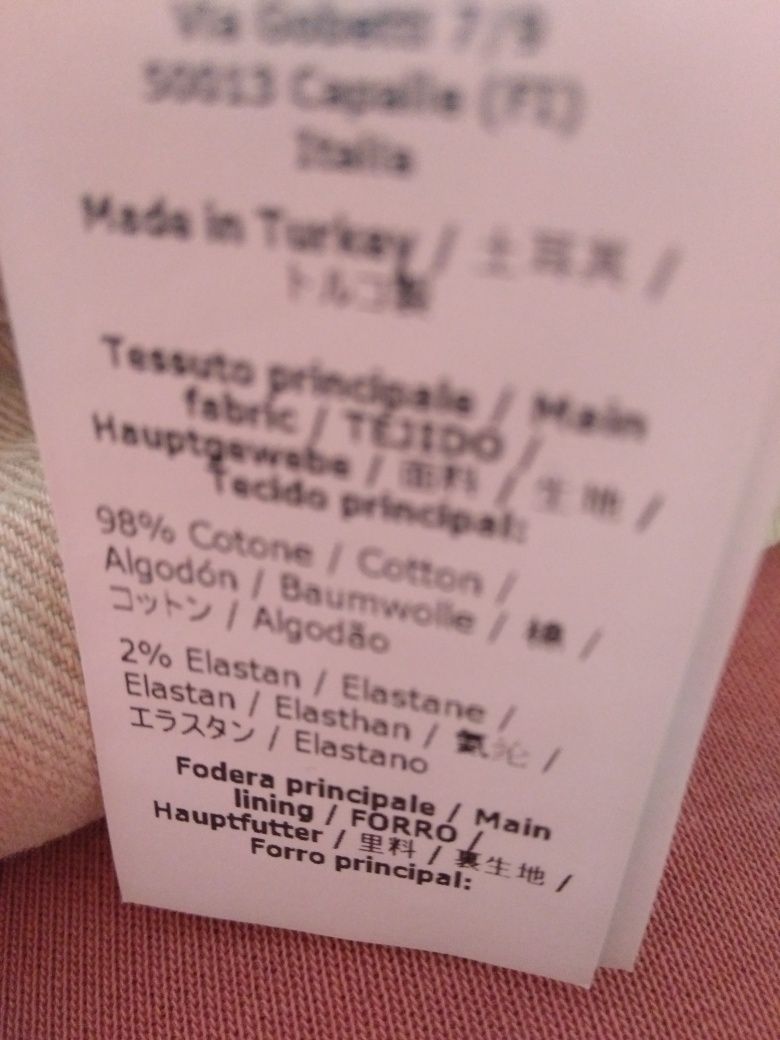 Via Gobetti 7/9
50013 Capalle (FI)
Italia
Made in Turkey / 土耳其 /
トルコ製
Tessuto principale / Main
fabric / TEJIDO /
Hauptgewebe / 面料 / 生地 /
Tecido principal:
98% Cotone / Cotton /
Algodón / Baumwolle / 棉 /
コットン / Algodão
2% Elastan / Elastane /
Elastan / Elasthan / 氨纶 /
エラスタン / Elastano
Fodera principale / Main
lining / FORRO /
Hauptfutter / 里料 / 裏生地 /
Forro principal: